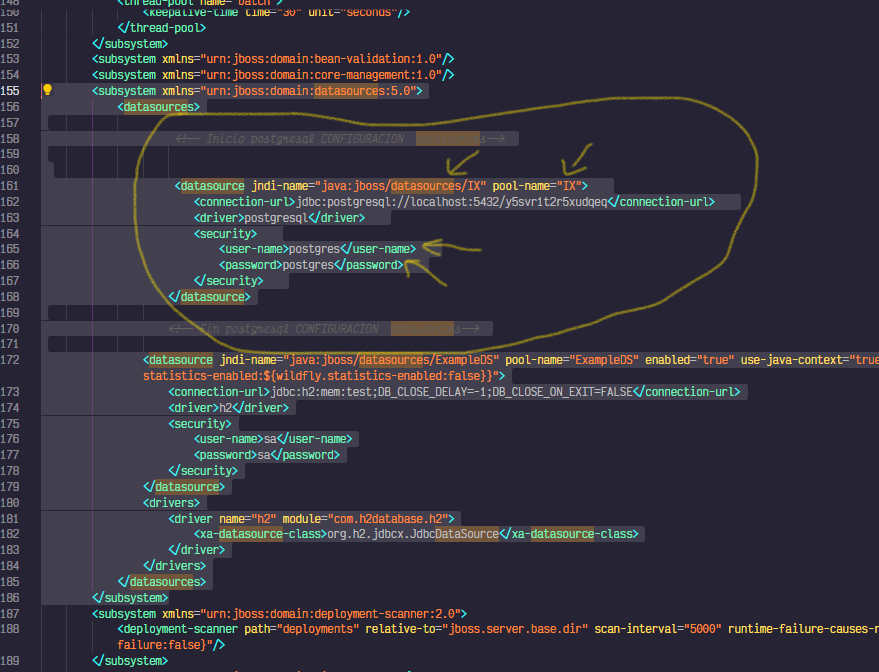 148 <thread-pool name="batch">
150 <keepalive-time time="30" unit="seconds"/>
151 </thread-pool>
152 </subsystem>
153 <subsystem xmlns="urn:jboss:domain:bean-validation:1.0"/>
154 <subsystem xmlns="urn:jboss:domain:core-management:1.0"/>
155 <subsystem xmlns="urn:jboss:domain:datasources:5.0">
156 <datasources>
157
158 <!-- Inicio postgresql CONFIGURACION datasources-->
159
160
161 <datasource jndi-name="java:jboss/datasources/IX" pool-name="IX">
162 <connection-url>jdbc:postgresql://localhost:5432/y5svr1t2r5xudqeq</connection-url>
163 <driver>postgresql</driver>
164 <security>
165 <user-name>postgres</user-name>
166 <password>postgres</password>
167 </security>
168 </datasource>
169
170 <!-- Fin postgresql CONFIGURACION datasources-->
171
172 <datasource jndi-name="java:jboss/datasources/ExampleDS" pool-name="ExampleDS" enabled="true" use-java-context="true
statistics-enabled:${wildfly.statistics-enabled:false}}">
173 <connection-url>jdbc:h2:mem:test;DB_CLOSE_DELAY=-1;DB_CLOSE_ON_EXIT=FALSE</connection-url>
174 <driver>h2</driver>
175 <security>
176 <user-name>sa</user-name>
177 <password>sa</password>
178 </security>
179 </datasource>
180 <drivers>
181 <driver name="h2" module="com.h2database.h2">
182 <xa-datasource-class>org.h2.jdbcx.JdbcDataSource</xa-datasource-class>
183 </driver>
184 </drivers>
185 </datasources>
186 </subsystem>
187 <subsystem xmlns="urn:jboss:domain:deployment-scanner:2.0">
188 <deployment-scanner path="deployments" relative-to="jboss.server.base.dir" scan-interval="5000" runtime-failure-causes-r
failure:false}"/>
189 </subsystem>